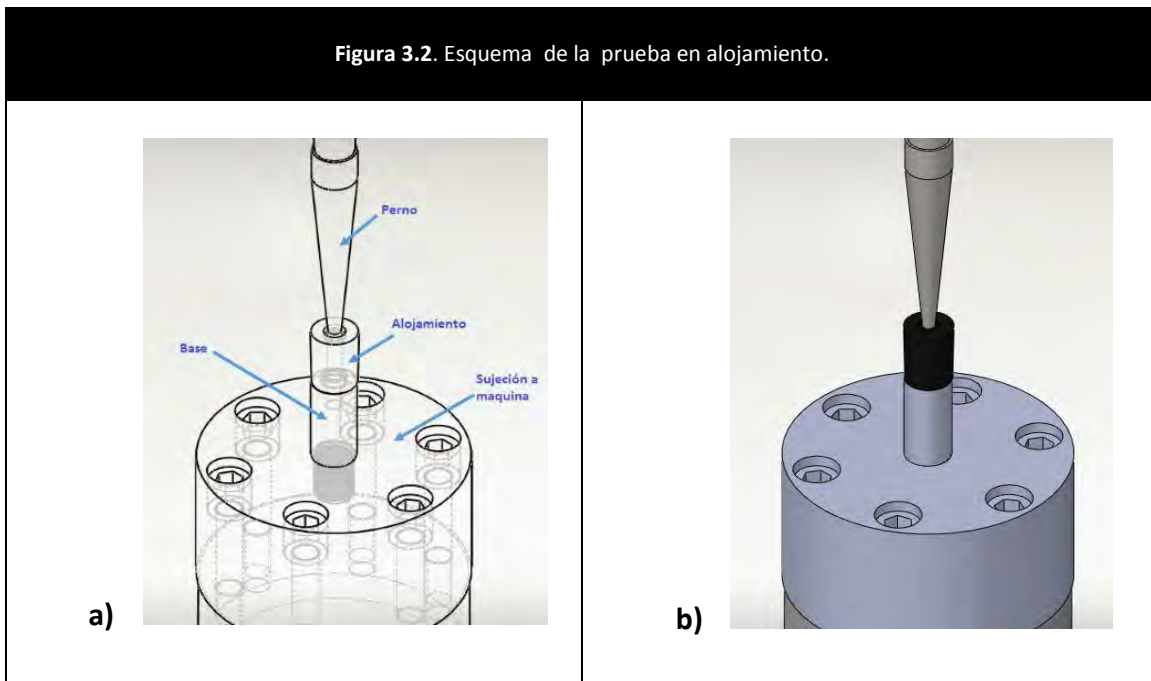 Figura 3.2. Esquema de la prueba en alojamiento.
Perno
Alojamiento
Base
Sujeción a
maquina
a)
b)